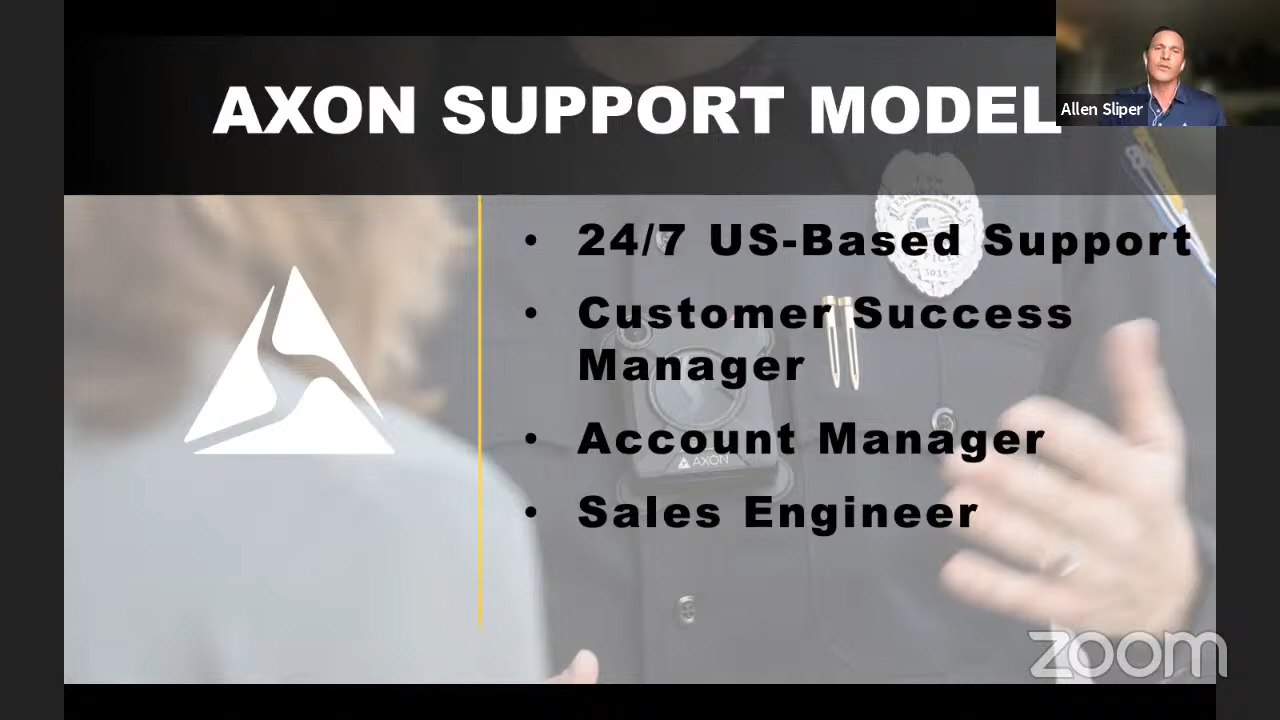 AXON SUPPORT MODEL
Allen Sliper
• 24/7 US-Based Support
• Customer Success
Manager
• Account Manager
• Sales Engineer
AXON
3035
zoom